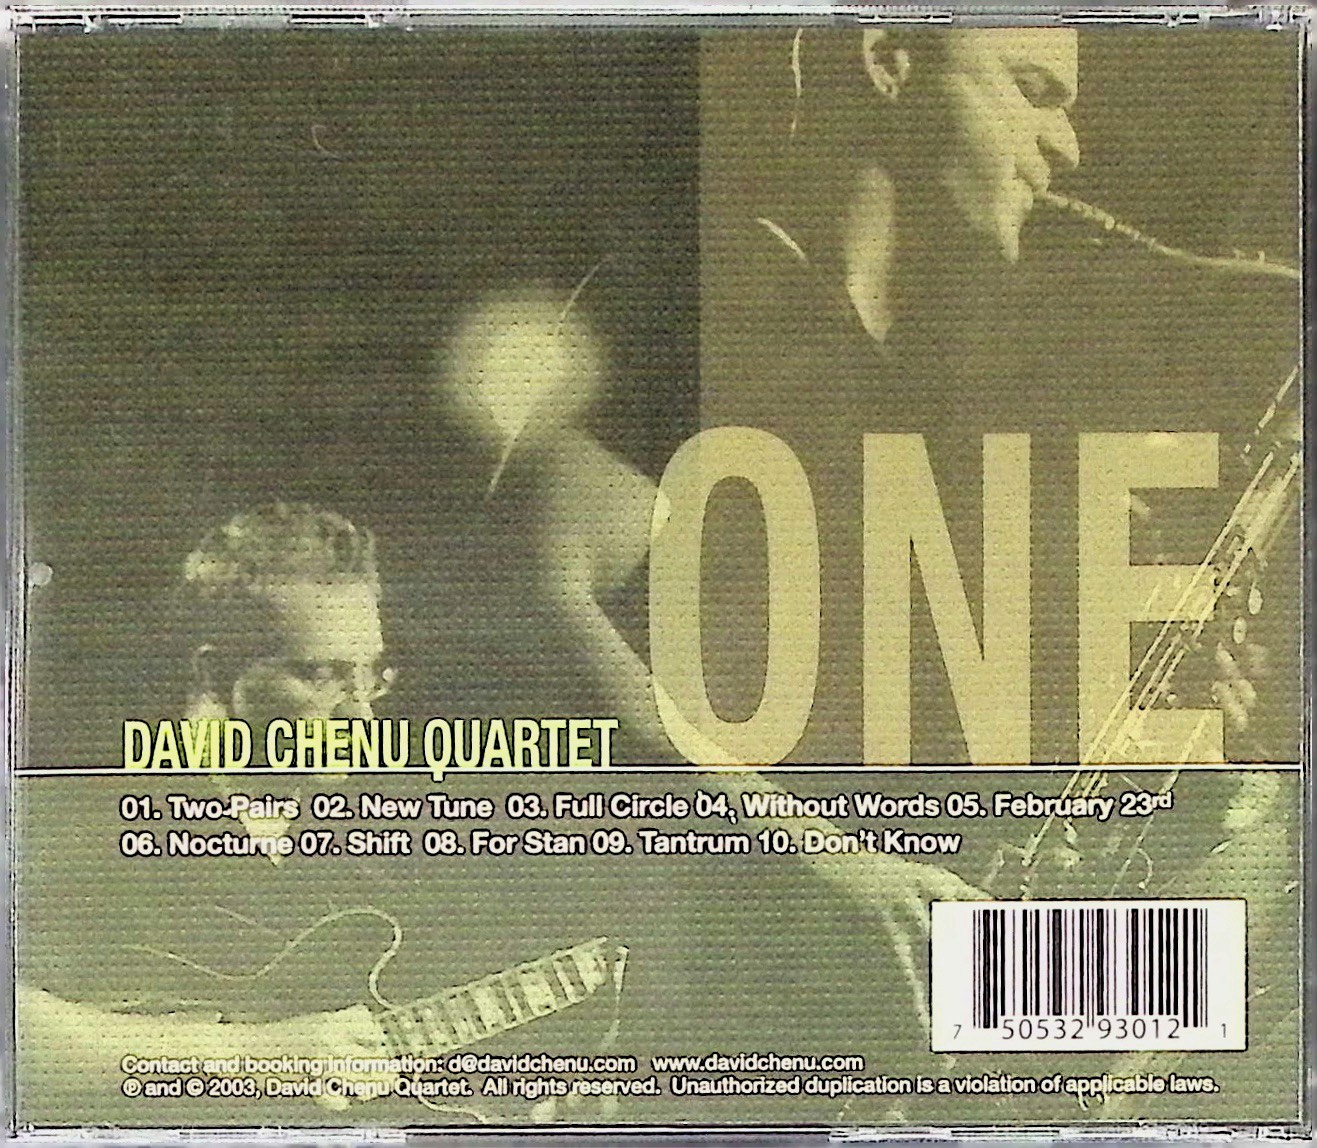 ONE
DAVID CHENU QUARTET
01. Two-Pairs 02. New Tune 03. Full Circle 04. Without Words 05. February 23rd
06. Nocturne 07. Shift 08. For Stan 09. Tantrum 10. Don't Know
7 50532 93012 1
Contact and booking information: d@davidchenu.com www.davidchenu.com
℗ and © 2003, David Chenu Quartet. All rights reserved. Unauthorized duplication is a violation of applicable laws.